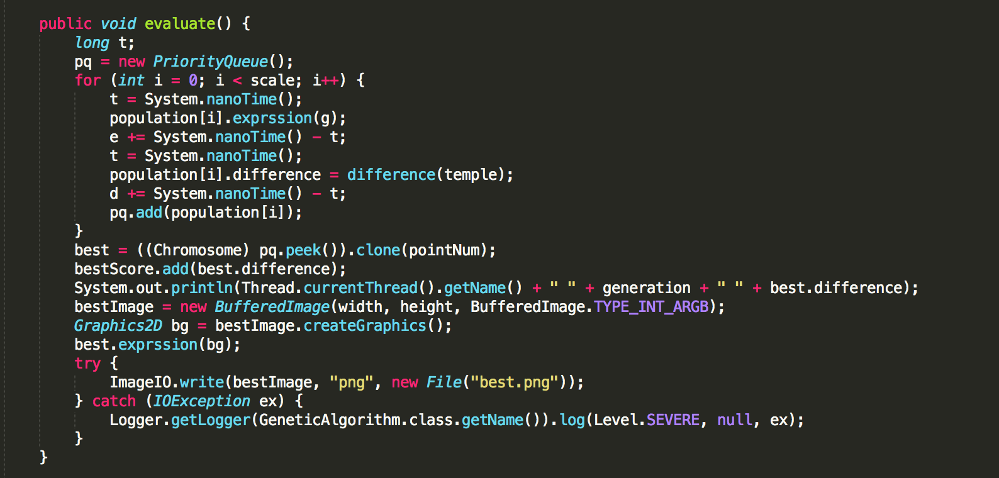 public void evaluate() {
    long t;
    pq = new PriorityQueue();
    for (int i = 0; i < scale; i++) {
        t = System.nanoTime();
        population[i].exprssion(g);
        e += System.nanoTime() - t;
        t = System.nanoTime();
        population[i].difference = difference(temple);
        d += System.nanoTime() - t;
        pq.add(population[i]);
    }
    best = ((Chromosome) pq.peek()).clone(pointNum);
    bestScore.add(best.difference);
    System.out.println(Thread.currentThread().getName() + " " + generation + " " + best.difference);
    bestImage = new BufferedImage(width, height, BufferedImage.TYPE_INT_ARGB);
    Graphics2D bg = bestImage.createGraphics();
    best.exprssion(bg);
    try {
        ImageIO.write(bestImage, "png", new File("best.png"));
    } catch (IOException ex) {
        Logger.getLogger(GeneticAlgorithm.class.getName()).log(Level.SEVERE, null, ex);
    }
}